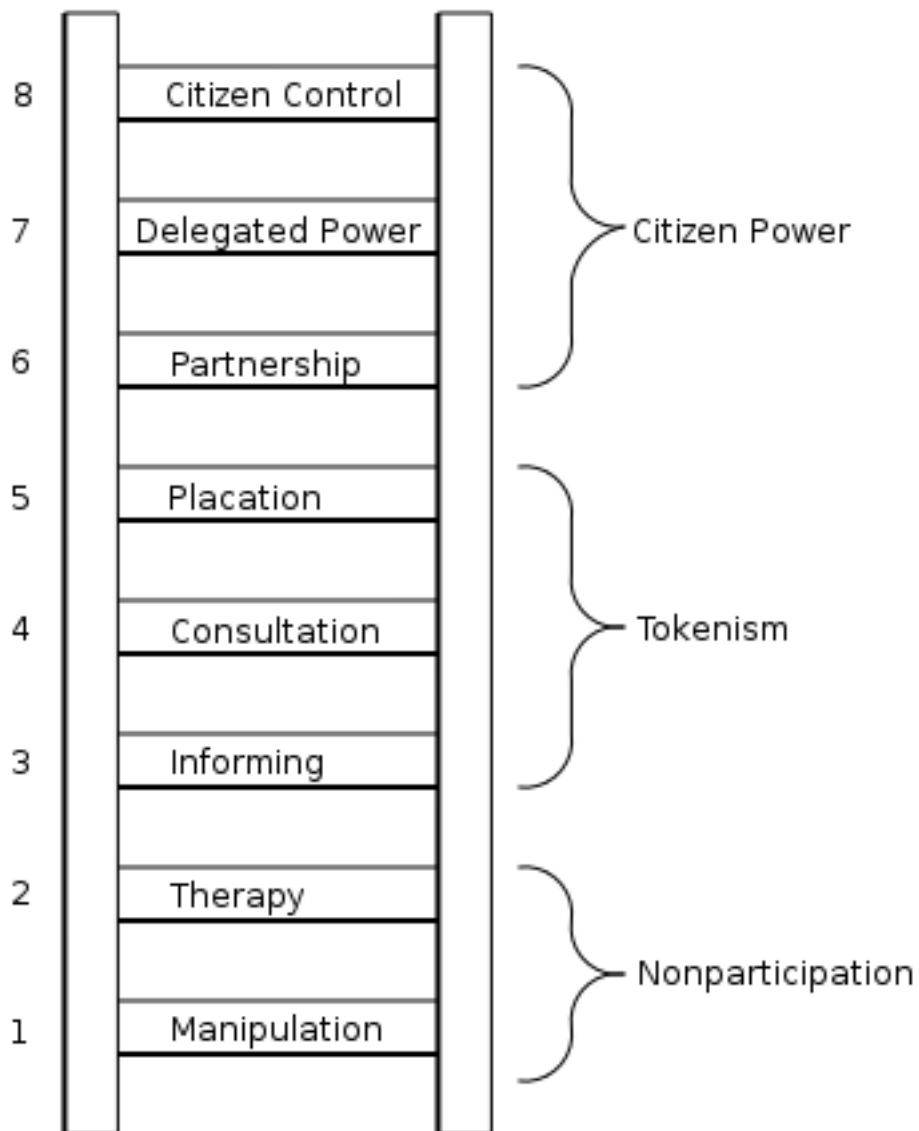 8 Citizen Control
7 Delegated Power
Citizen Power
6 Partnership
5 Placation
4 Consultation
Tokenism
3 Informing
2 Therapy
Nonparticipation
1 Manipulation